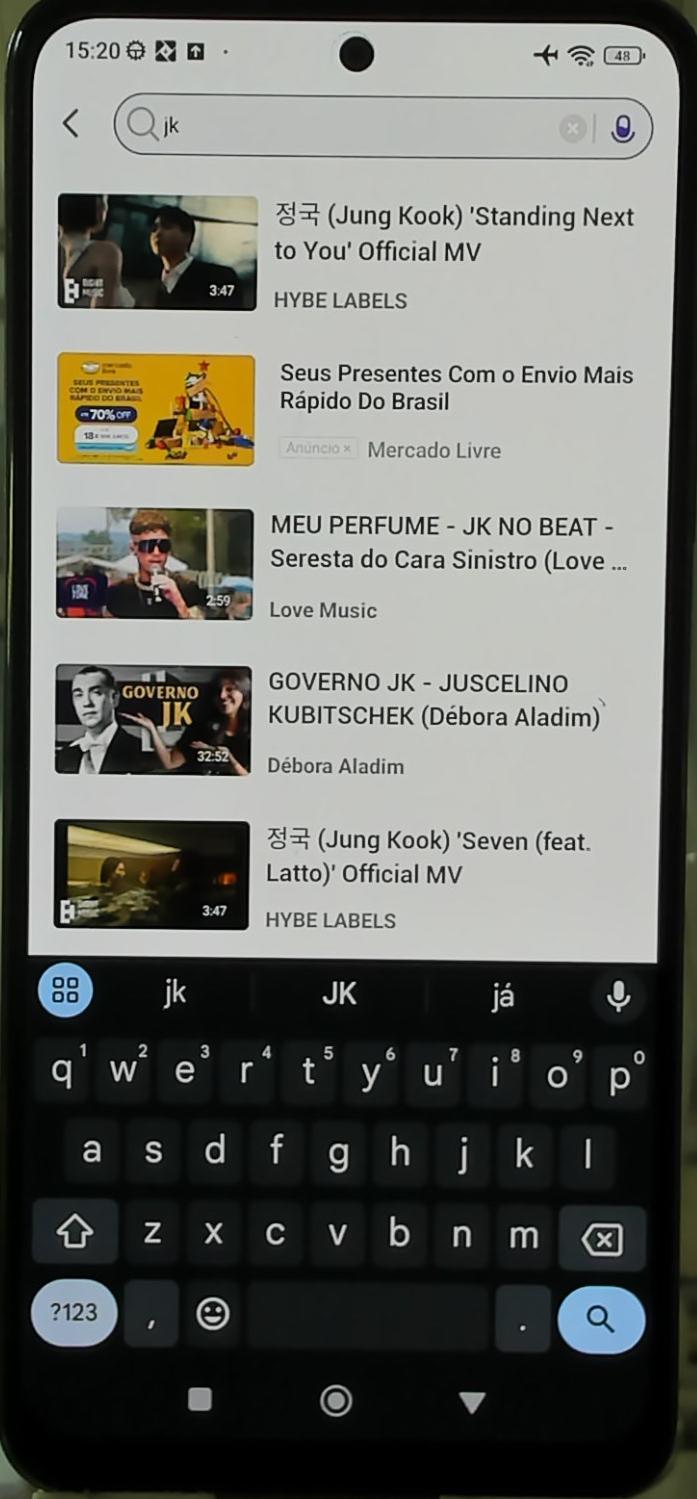 15:20
48
jk
정국 (Jung Kook) 'Standing Next
to You' Official MV
HYBE LABELS
3:47
mercado
livre
SEUS PRESENTES
COM O ENVIO MAIS
RÁPIDO DO BRASIL
70% OFF
18x
Seus Presentes Com o Envio Mais
Rápido Do Brasil
Anúncio ×
Mercado Livre
MEU PERFUME - JK NO BEAT -
Seresta do Cara Sinistro (Love ...
Love Music
2:59
GOVERNO JK - JUSCELINO
KUBITSCHEK (Débora Aladim)
Débora Aladim
GOVERNO
JK
32:52
정국 (Jung Kook) 'Seven (feat.
Latto)' Official MV
HYBE LABELS
3:47
jk JK já
q1 w2 e3 r4 t5 y6 u7 i8 o9 p0
a s d f g h j k l
z x c v b n m
?123 , .